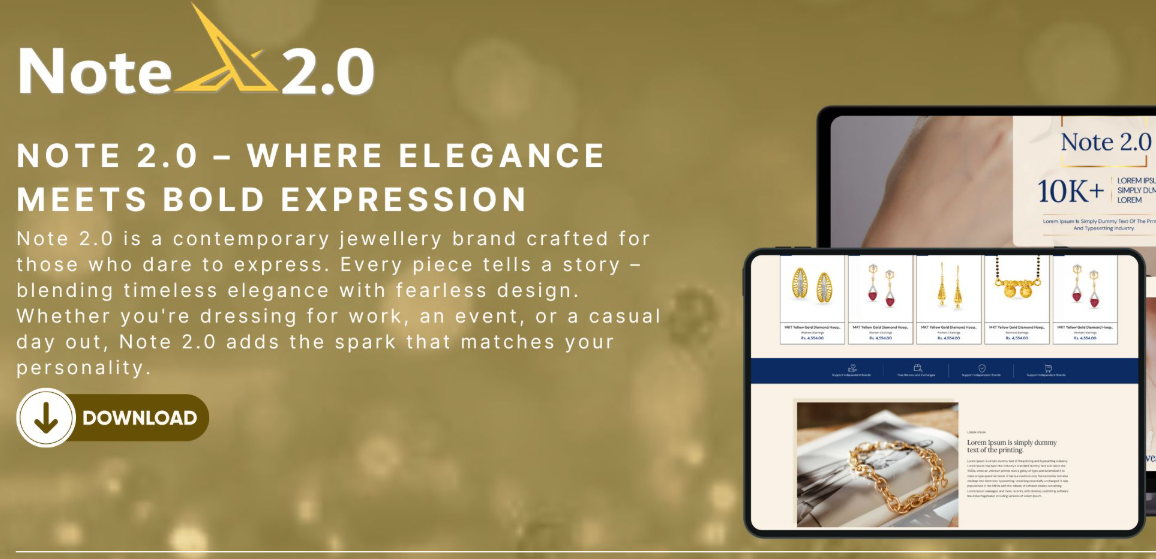 Note 2.0
NOTE 2.0 – WHERE ELEGANCE
MEETS BOLD EXPRESSION
Note 2.0 is a contemporary jewellery brand crafted for
those who dare to express. Every piece tells a story –
blending timeless elegance with fearless design.
Whether you're dressing for work, an event, or a casual
day out, Note 2.0 adds the spark that matches your
personality.
DOWNLOAD
Note 2.0
10K+
LOREM IPSU
SIMPLY DU
LOREM
Lorem Ipsum Is Simply Dummy Text Of The Prin
And Typesetting Industry
14KT Yellow Gold Diamond Hoop..
14KT Yellow Gold Diamond Hoop..
14KT Yellow Gold Diamond Hoop..
14KT Yellow Gold Diamond Hoop..
14KT Yellow Gold Diamond Hoop..
Rs. 4,554.00
Rs. 4,554.00
Rs. 4,554.00
Rs. 4,554.00
Rs. 4,554.00
Lorem Ipsum is simply dummy
text of the printing.